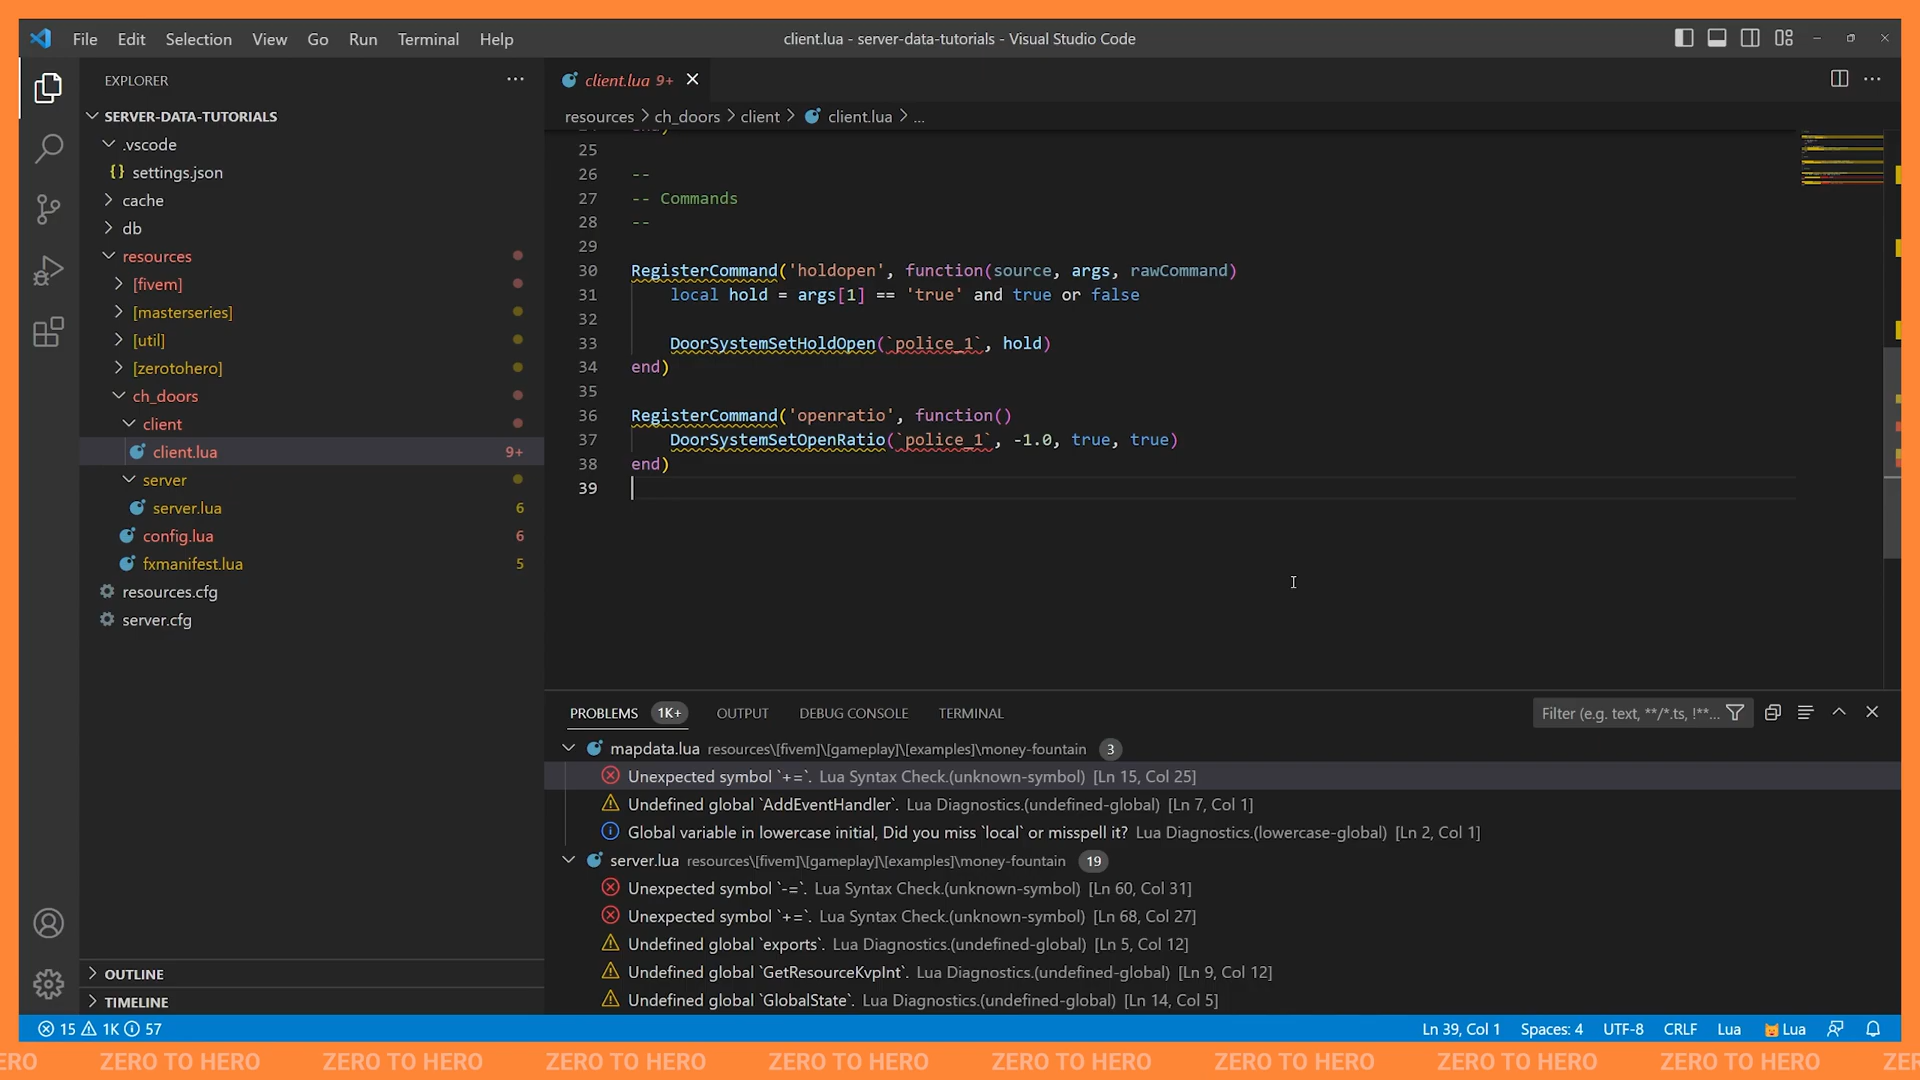 File Edit Selection View Go Run Terminal Help
client.lua - server-data-tutorials - Visual Studio Code
EXPLORER
SERVER-DATA-TUTORIALS
.vscode
{} settings.json
cache
db
resources
[fivem]
[masterseries]
[util]
[zerotohero]
ch_doors
client
client.lua 9+
server
server.lua 6
config.lua 6
fxmanifest.lua 5
resources.cfg
server.cfg
OUTLINE
TIMELINE
client.lua 9+
resources > ch_doors > client > client.lua > ...
24 end)
25
26 --
27 -- Commands
28 --
29
30 RegisterCommand('holdopen', function(source, args, rawCommand)
31 local hold = args[1] == 'true' and true or false
32
33 DoorSystemSetHoldOpen(`police_1`, hold)
34 end)
35
36 RegisterCommand('openratio', function()
37 DoorSystemSetOpenRatio(`police_1`, -1.0, true, true)
38 end)
39
PROBLEMS 1K+ OUTPUT DEBUG CONSOLE TERMINAL
Filter (e.g. text, **/*.ts, !**...
mapdata.lua resources\[fivem]\[gameplay]\[examples]\money-fountain 3
Unexpected symbol `+=`. Lua Syntax Check.(unknown-symbol) [Ln 15, Col 25]
Undefined global `AddEventHandler`. Lua Diagnostics.(undefined-global) [Ln 7, Col 1]
Global variable in lowercase initial, Did you miss `local` or misspell it? Lua Diagnostics.(lowercase-global) [Ln 2, Col 1]
server.lua resources\[fivem]\[gameplay]\[examples]\money-fountain 19
Unexpected symbol `-=`. Lua Syntax Check.(unknown-symbol) [Ln 60, Col 31]
Unexpected symbol `+=`. Lua Syntax Check.(unknown-symbol) [Ln 68, Col 27]
Undefined global `exports`. Lua Diagnostics.(undefined-global) [Ln 5, Col 12]
Undefined global `GetResourceKvpInt`. Lua Diagnostics.(undefined-global) [Ln 9, Col 12]
Undefined global `GlobalState`. Lua Diagnostics.(undefined-global) [Ln 14, Col 5]
15 1K 57
Ln 39, Col 1 Spaces: 4 UTF-8 CRLF Lua Lua
ERO ZERO TO HERO ZERO TO HERO ZERO TO HERO ZERO TO HERO ZERO TO HERO ZERO TO HERO ZERO TO HERO ZERO TO HERO ZER